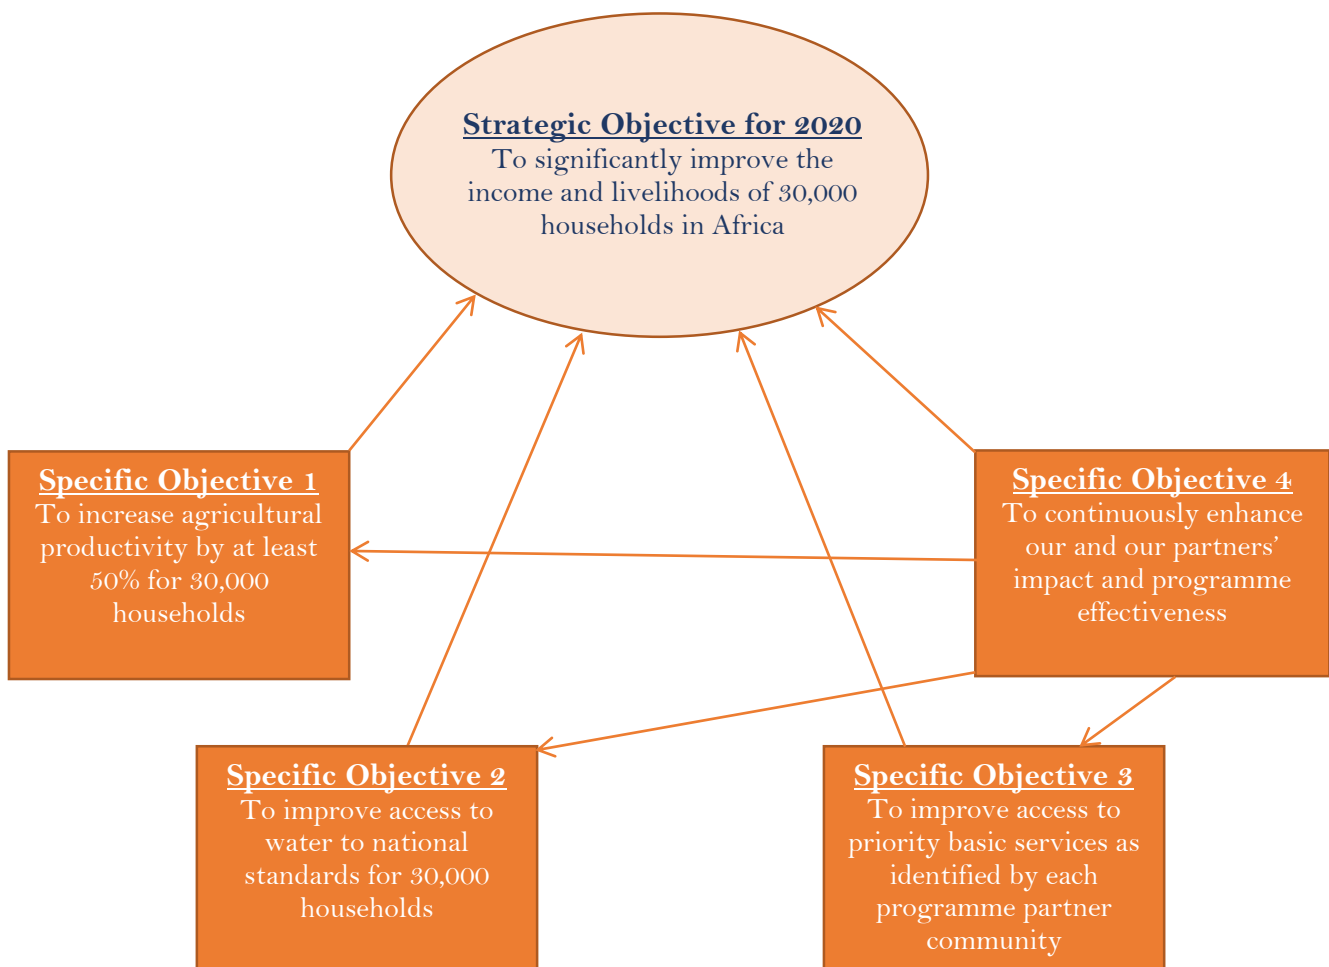 Strategic Objective for 2020
To significantly improve the
income and livelihoods of 30,000
households in Africa
Specific Objective 1
To increase agricultural
productivity by at least
50% for 30,000
households
Specific Objective 4
To continuously enhance
our and our partners’
impact and programme
effectiveness
Specific Objective 2
To improve access to
water to national
standards for 30,000
households
Specific Objective 3
To improve access to
priority basic services as
identified by each
programme partner
community